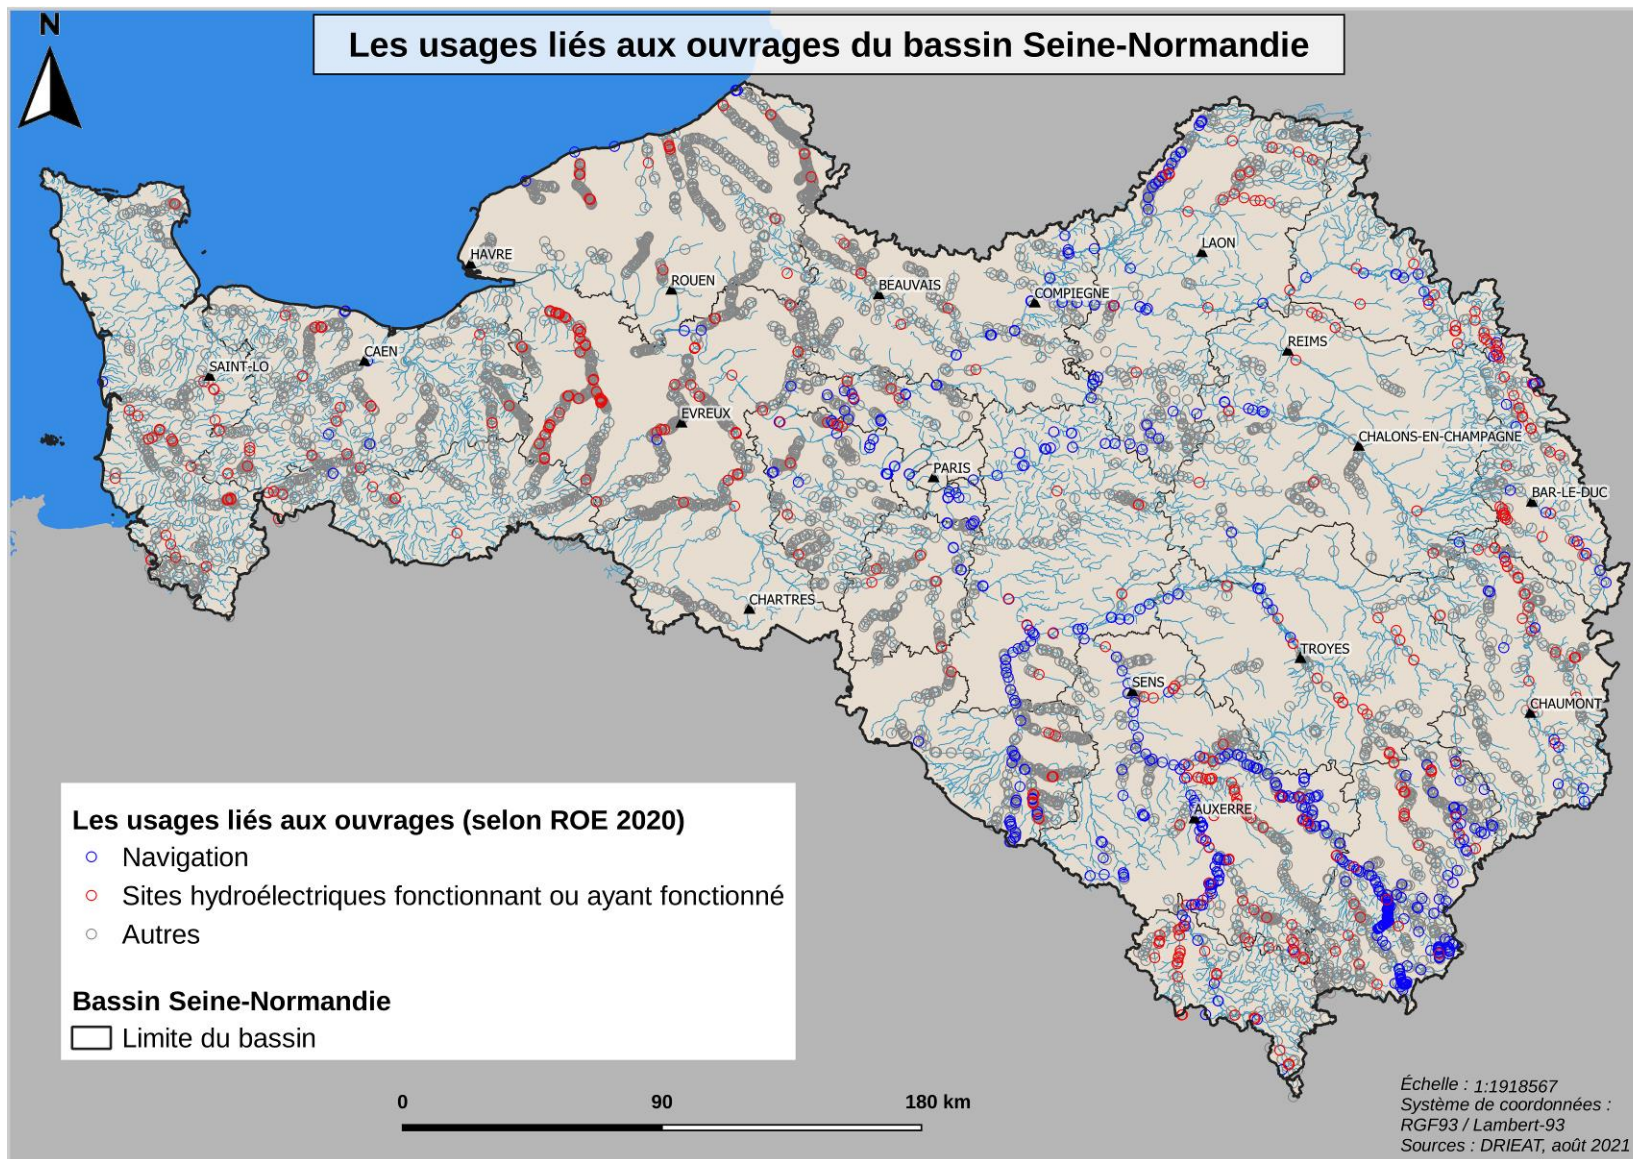 N
Les usages liés aux ouvrages du bassin Seine-Normandie
HAVRE
ROUEN
BEAUVAIS
COMPIEGNE
LAON
SAINT-LO
CAEN
REIMS
EVREUX
CHALONS-EN-CHAMPAGNE
PARIS
BAR-LE-DUC
CHARTRES
TROYES
SENS
CHAUMONT
AUXERRE
Les usages liés aux ouvrages (selon ROE 2020)
Navigation
Sites hydroélectriques fonctionnant ou ayant fonctionné
Autres
Bassin Seine-Normandie
Limite du bassin
0 90 180 km
Échelle : 1:1918567
Système de coordonnées :
RGF93 / Lambert-93
Sources : DRIEAT, août 2021